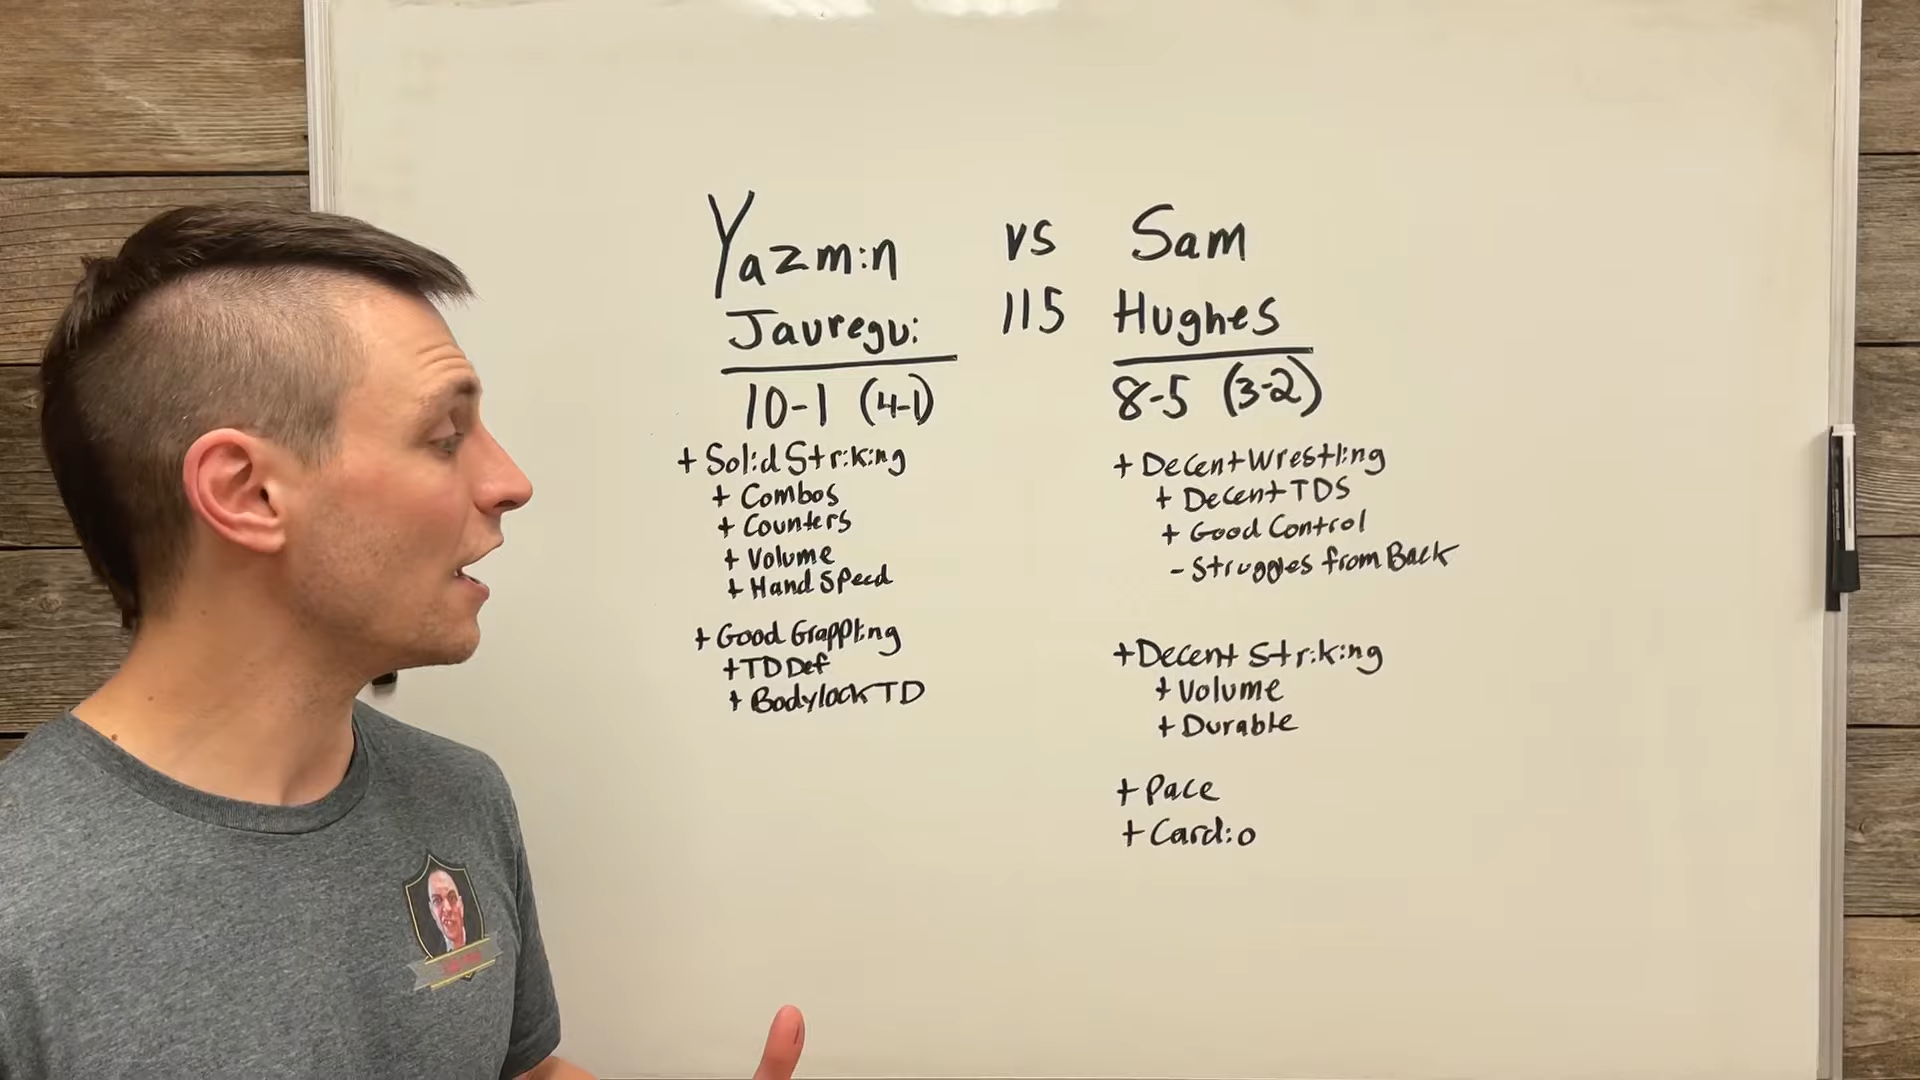 Yazmin vs Sam
Jauregui 115 Hughes
10-1 (4-1) 8-5 (3-2)
+ Solid Striking
+ Combos
+ Counters
+ Volume
+ Hand Speed
+ Good Grappling
+ TD Def
+ Bodylock TD
+ Decent Wrestling
+ Decent TDS
+ Good Control
- Struggles from Back
+ Decent Striking
+ Volume
+ Durable
+ Pace
+ Cardio